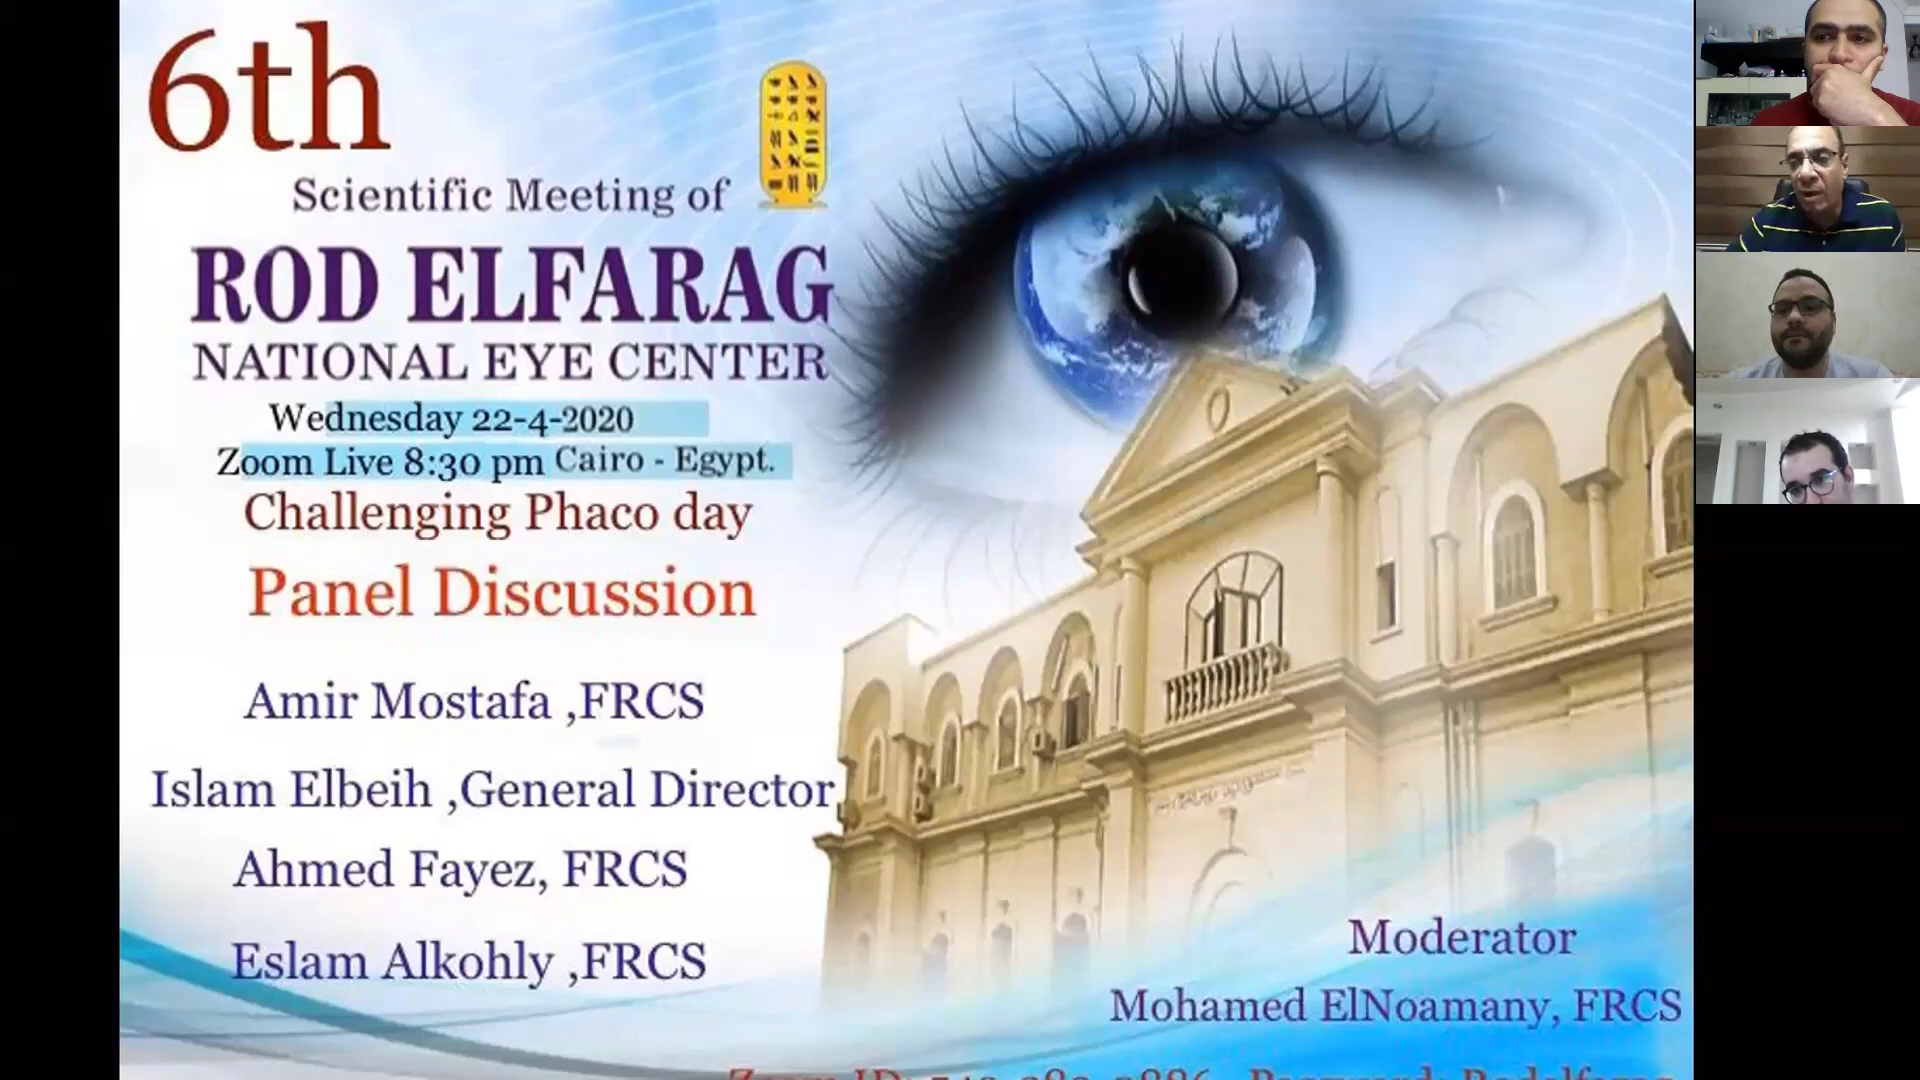 6th
Scientific Meeting of
ROD ELFARAG
NATIONAL EYE CENTER
Wednesday 22-4-2020
Zoom Live 8:30 pm Cairo - Egypt.
Challenging Phaco day
Panel Discussion
Amir Mostafa ,FRCS
Islam Elbeih ,General Director
Ahmed Fayez, FRCS
Eslam Alkohly ,FRCS
Moderator
Mohamed ElNoamany, FRCS
Zoom ID: